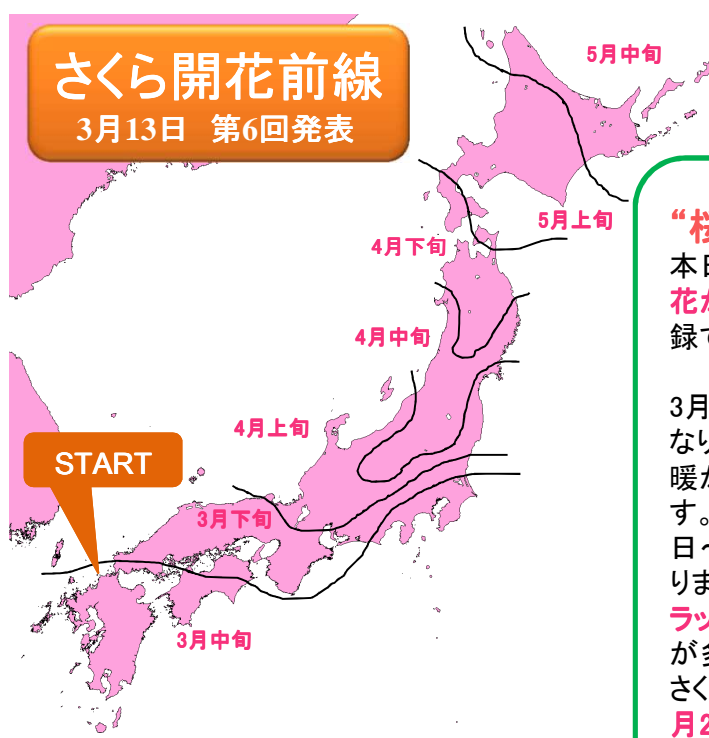 さくら開花前線
3月13日 第6回発表
5月中旬
5月上旬
4月下旬
4月中旬
4月上旬
START
3月下旬
3月中旬
本日
花が
録で
3月
なり
暖か
す。
日～
りま
ラッ
が多
さく
月2